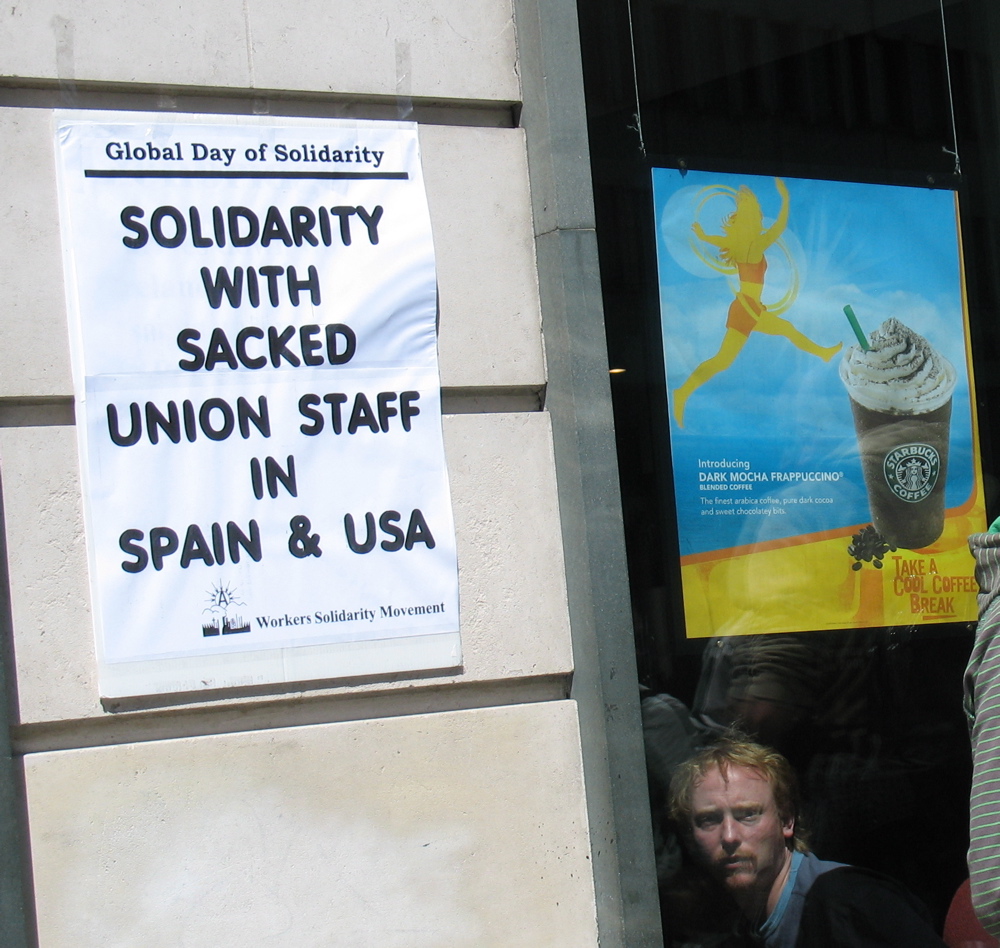 Global Day of Solidarity
SOLIDARITY
WITH
SACKED
UNION STAFF
IN
SPAIN & USA
Workers Solidarity Movement
Introducing
DARK MOCHA FRAPPUCCINO®
BLENDED COFFEE
The finest arabica coffee, pure dark cocoa
and sweet chocolatey bits.
STARBUCKS
COFFEE
TAKE A
COOL COFFEE
BREAK